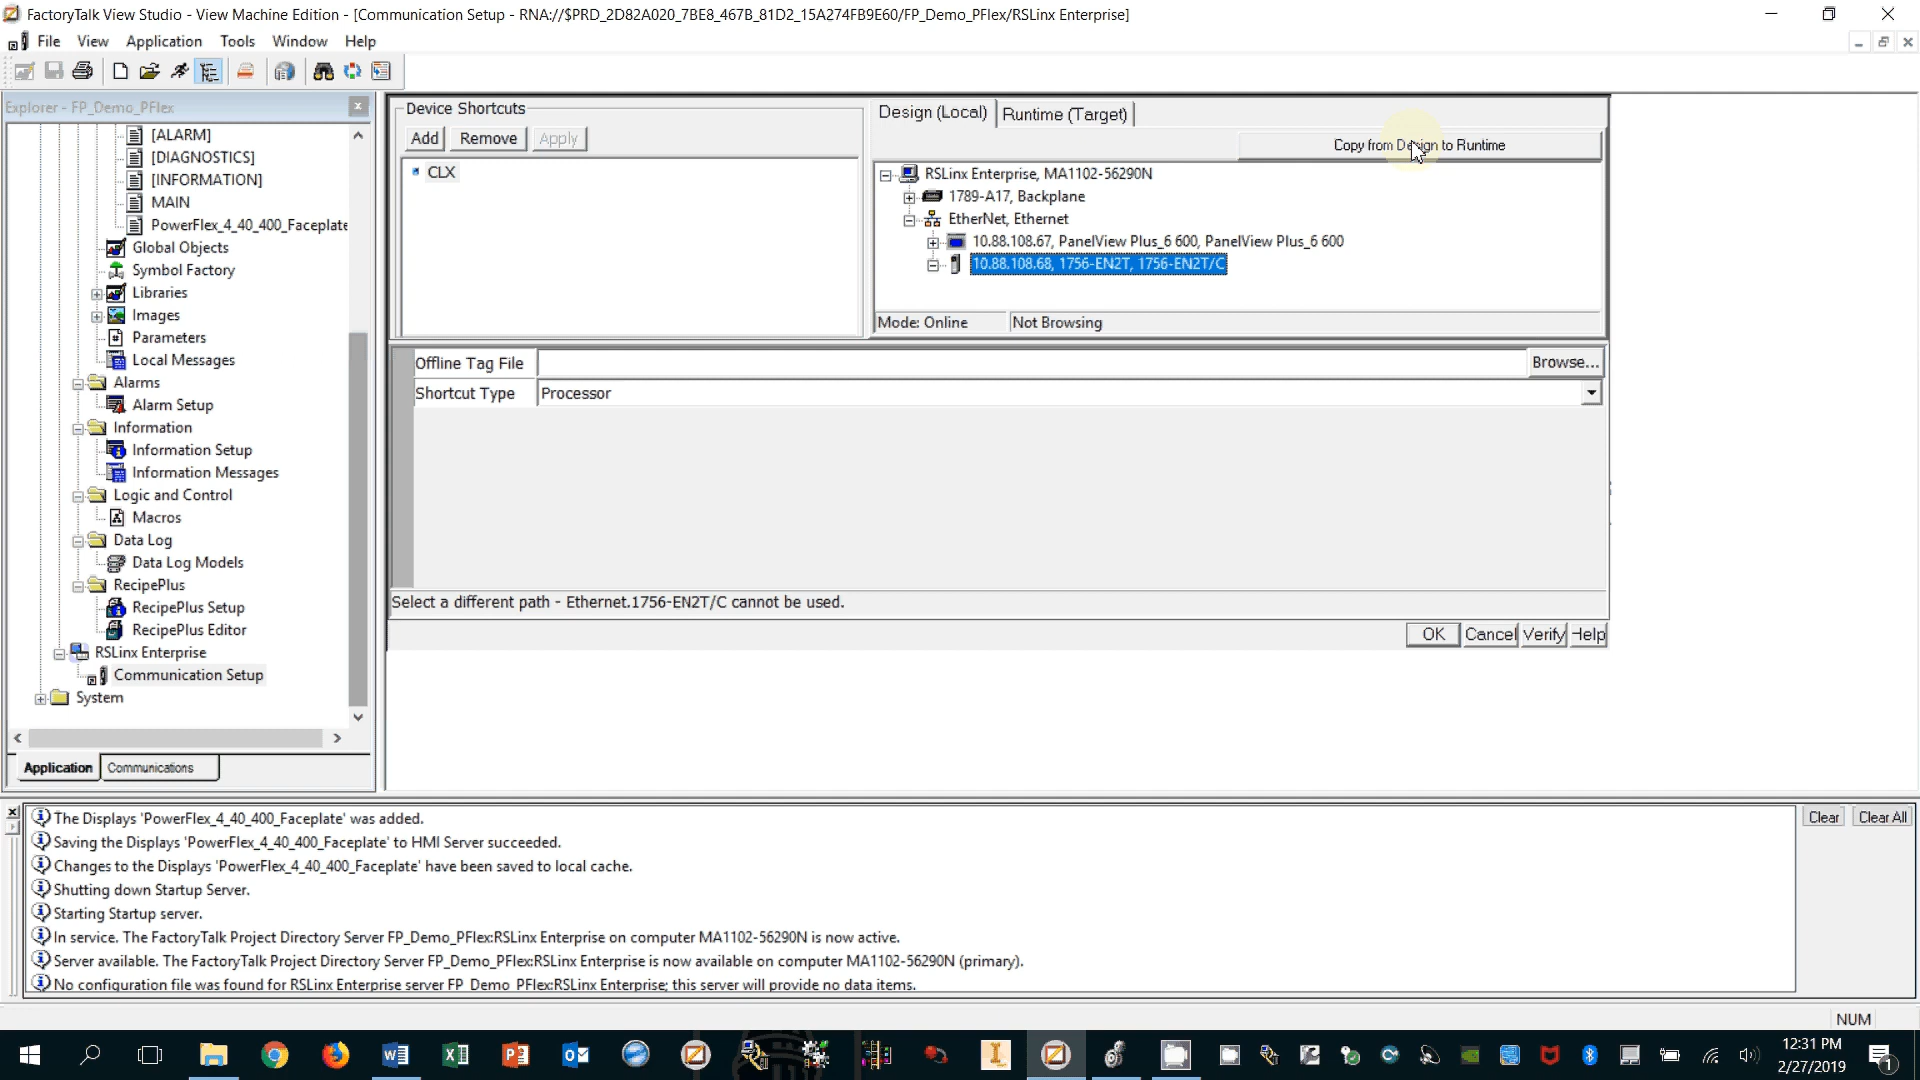 FactoryTalk View Studio - View Machine Edition - [Communication Setup - RNA://$PRD_2D82A020_7BE8_467B_81D2_15A274FB9E60/FP_Demo_PFlex/RSLinx Enterprise]
File View Application Tools Window Help
Explorer - FP_Demo_PFlex
[ALARM]
[DIAGNOSTICS]
[INFORMATION]
MAIN
PowerFlex_4_40_400_Faceplate
Global Objects
Symbol Factory
Libraries
Images
Parameters
Local Messages
Alarms
Alarm Setup
Information
Information Setup
Information Messages
Logic and Control
Macros
Data Log
Data Log Models
RecipePlus
RecipePlus Setup
RecipePlus Editor
RSLinx Enterprise
Communication Setup
System
Application Communications
Device Shortcuts
Add Remove Apply
CLX
Design (Local) Runtime (Target)
Copy from Design to Runtime
RSLinx Enterprise, MA1102-56290N
1789-A17, Backplane
EtherNet, Ethernet
10.88.108.67, PanelView Plus_6 600, PanelView Plus_6 600
10.88.108.68, 1756-EN2T, 1756-EN2T/C
Mode: Online Not Browsing
Offline Tag File Browse...
Shortcut Type Processor
Select a different path - Ethernet.1756-EN2T/C cannot be used.
OK Cancel Verify Help
The Displays 'PowerFlex_4_40_400_Faceplate' was added.
Saving the Displays 'PowerFlex_4_40_400_Faceplate' to HMI Server succeeded.
Changes to the Displays 'PowerFlex_4_40_400_Faceplate' have been saved to local cache.
Shutting down Startup Server.
Starting Startup server.
In service. The FactoryTalk Project Directory Server FP_Demo_PFlex:RSLinx Enterprise on computer MA1102-56290N is now active.
Server available. The FactoryTalk Project Directory Server FP_Demo_PFlex:RSLinx Enterprise is now available on computer MA1102-56290N (primary).
No configuration file was found for RSLinx Enterprise server FP_Demo_PFlex:RSLinx Enterprise; this server will provide no data items.
Clear Clear All
NUM
12:31 PM
2/27/2019
1